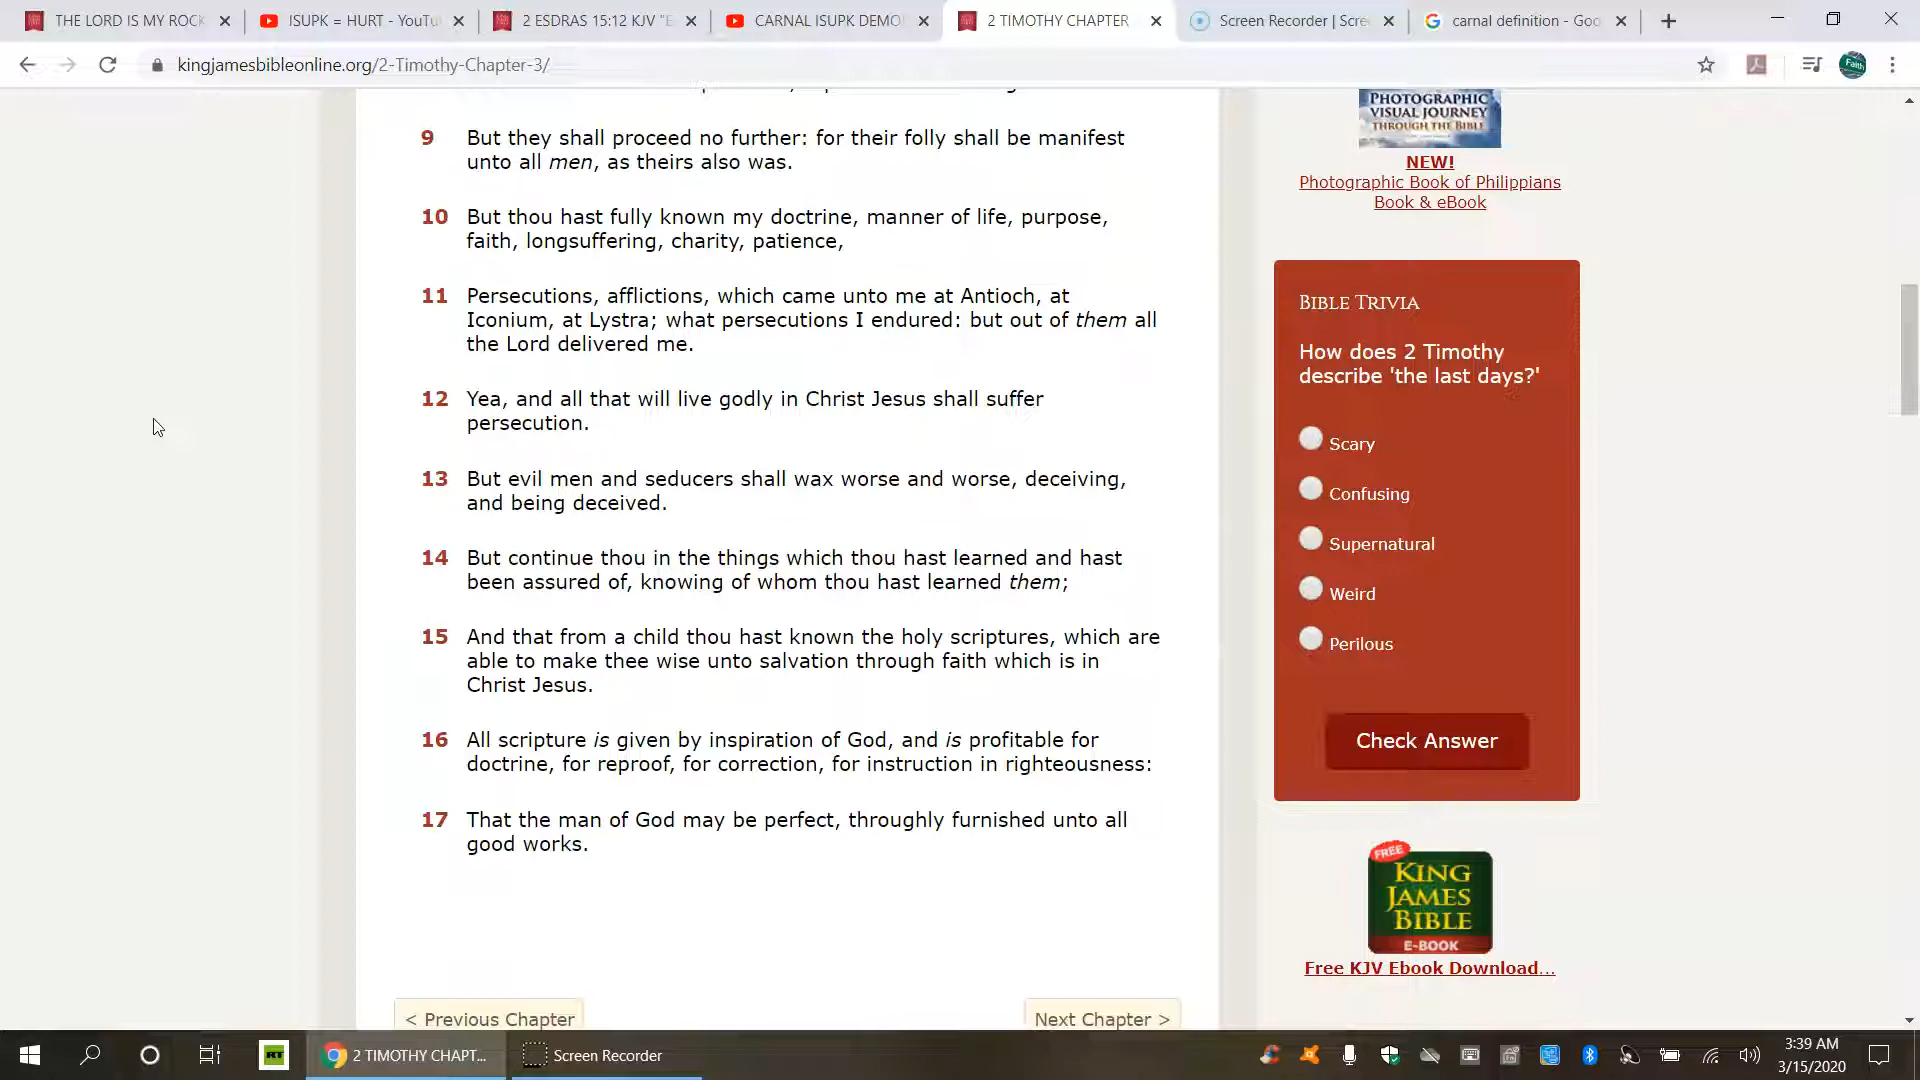 THE LORD IS MY ROCK
ISUPK = HURT - YouTu
2 ESDRAS 15:12 KJV "E
CARNAL ISUPK DEMO
2 TIMOTHY CHAPTER
Screen Recorder | Scre
carnal definition - Goo
kingjamesbibleonline.org/2-Timothy-Chapter-3/
Faith
9 But they shall proceed no further: for their folly shall be manifest
unto all men, as theirs also was.
10 But thou hast fully known my doctrine, manner of life, purpose,
faith, longsuffering, charity, patience,
11 Persecutions, afflictions, which came unto me at Antioch, at
Iconium, at Lystra; what persecutions I endured: but out of them all
the Lord delivered me.
12 Yea, and all that will live godly in Christ Jesus shall suffer
persecution.
13 But evil men and seducers shall wax worse and worse, deceiving,
and being deceived.
14 But continue thou in the things which thou hast learned and hast
been assured of, knowing of whom thou hast learned them;
15 And that from a child thou hast known the holy scriptures, which are
able to make thee wise unto salvation through faith which is in
Christ Jesus.
16 All scripture is given by inspiration of God, and is profitable for
doctrine, for reproof, for correction, for instruction in righteousness:
17 That the man of God may be perfect, throughly furnished unto all
good works.
< Previous Chapter
Next Chapter >
PHOTOGRAPHIC
VISUAL JOURNEY
THROUGH THE BIBLE
NEW!
Photographic Book of Philippians
Book & eBook
BIBLE TRIVIA
How does 2 Timothy
describe 'the last days?'
Scary
Confusing
Supernatural
Weird
Perilous
Check Answer
FREE
KING
JAMES
BIBLE
E-BOOK
Free KJV Ebook Download...
RT
2 TIMOTHY CHAPT...
Screen Recorder
3:39 AM
3/15/2020